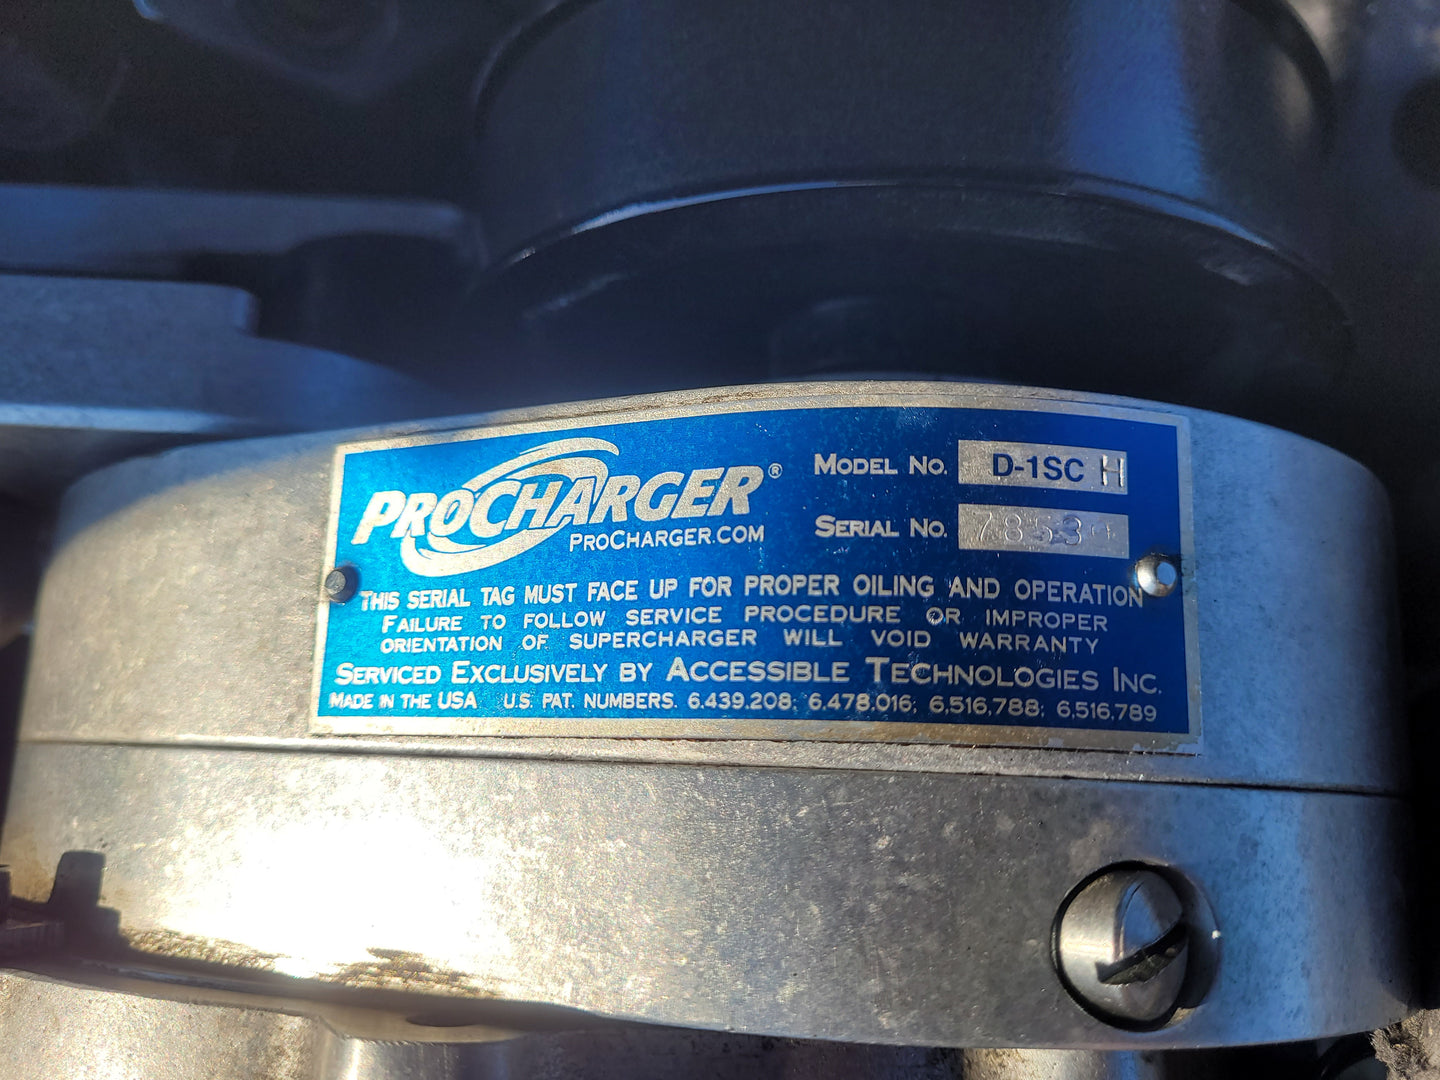 PROCHARGER®
PROCHARGER.COM
MODEL NO. D-1SC H
SERIAL NO.
THIS SERIAL TAG MUST FACE UP FOR PROPER OILING AND OPERATION
FAILURE TO FOLLOW SERVICE PROCEDURE OR IMPROPER
ORIENTATION OF SUPERCHARGER WILL VOID WARRANTY
SERVICED EXCLUSIVELY BY ACCESSIBLE TECHNOLOGIES INC.
MADE IN THE USA U.S. PAT. NUMBERS. 6,439,208; 6,478,016; 6,516,788; 6,516,789